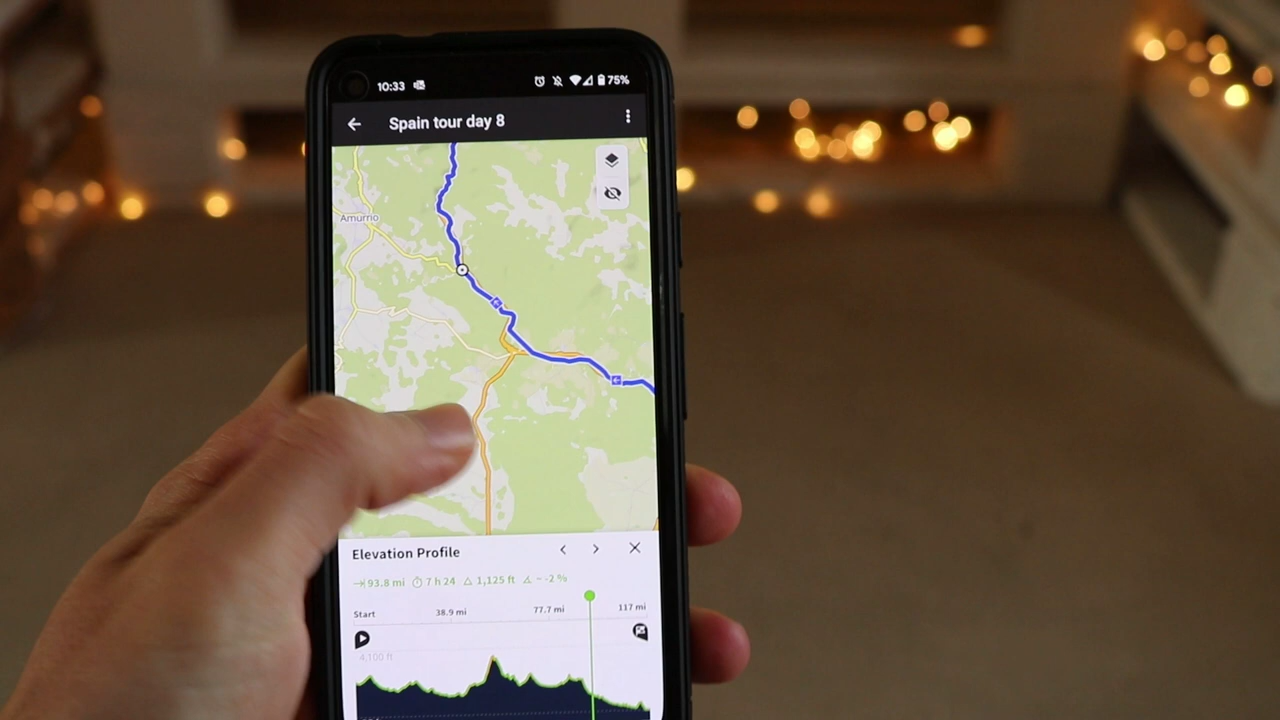 10:33 75%
Spain tour day 8
Amurrio
Elevation Profile
93.8 mi 7 h 24 1,125 ft ~ -2 %
Start 38.9 mi 77.7 mi 117 mi
4,100 ft